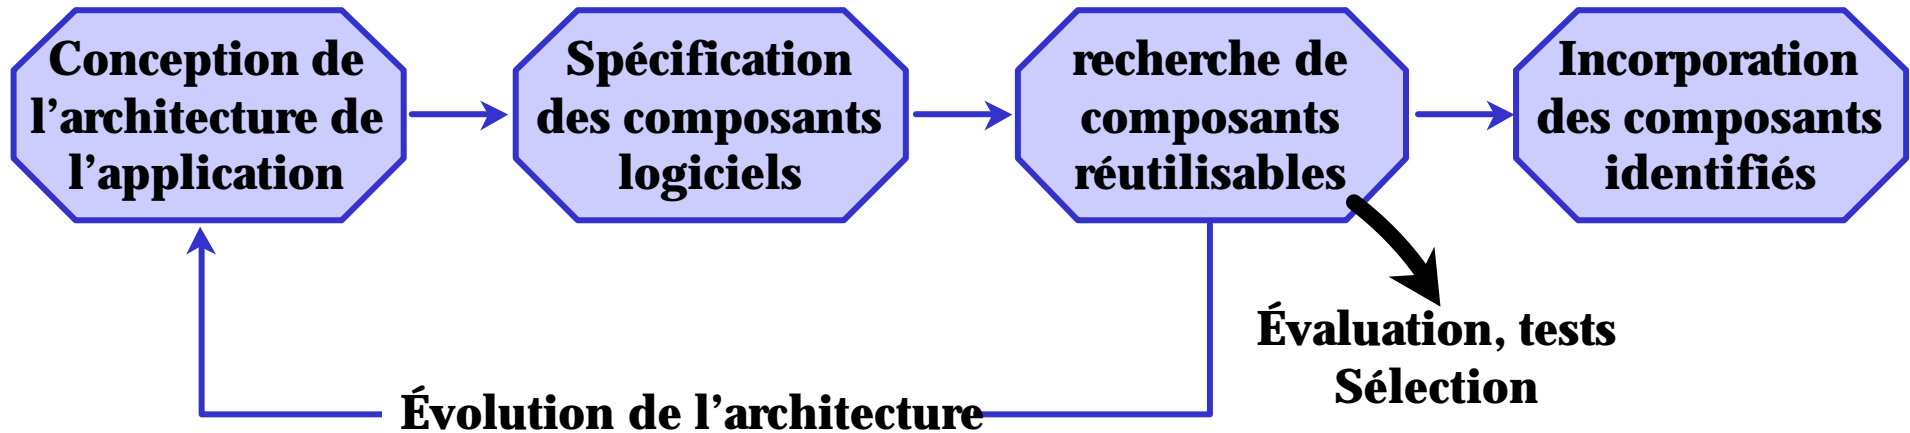 Conception de
l’architecture de
l’application
Spécification
des composants
logiciels
recherche de
composants
réutilisables
Incorporation
des composants
identifiés
Évaluation, tests
Sélection
Évolution de l’architecture